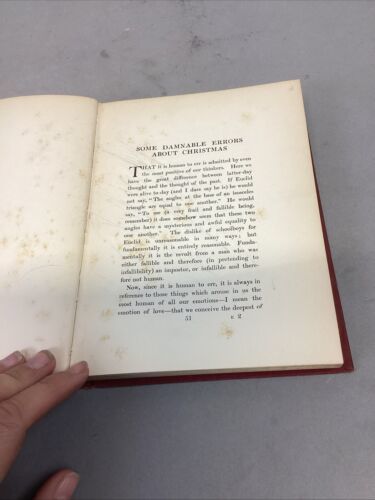 SOME DAMNABLE ERRORS
ABOUT CHRISTMAS
THAT it is human to err is admitted by even
the most positive of our thinkers. Here we
have the great difference between latter-day
thought and the thought of the past. If Euclid
were alive to-day (and I dare say he is) he would
not say, "The angles at the base of an isosceles
triangle are equal to one another." He would
say, "To me (a very frail and fallible being,
remember) it does somehow seem that these two
angles have a mysterious and awful equality to
one another." The dislike of schoolboys for
Euclid is unreasonable in many ways; but
fundamentally it is entirely reasonable. Funda-
mentally it is the revolt from a man who was
either fallible and therefore (in pretending to
infallibility) an impostor, or infallible and there-
fore not human.
Now, since it is human to err, it is always in
reference to those things which arouse in us the
most human of all our emotions—I mean the
emotion of love—that we conceive the deepest of
53 E 2